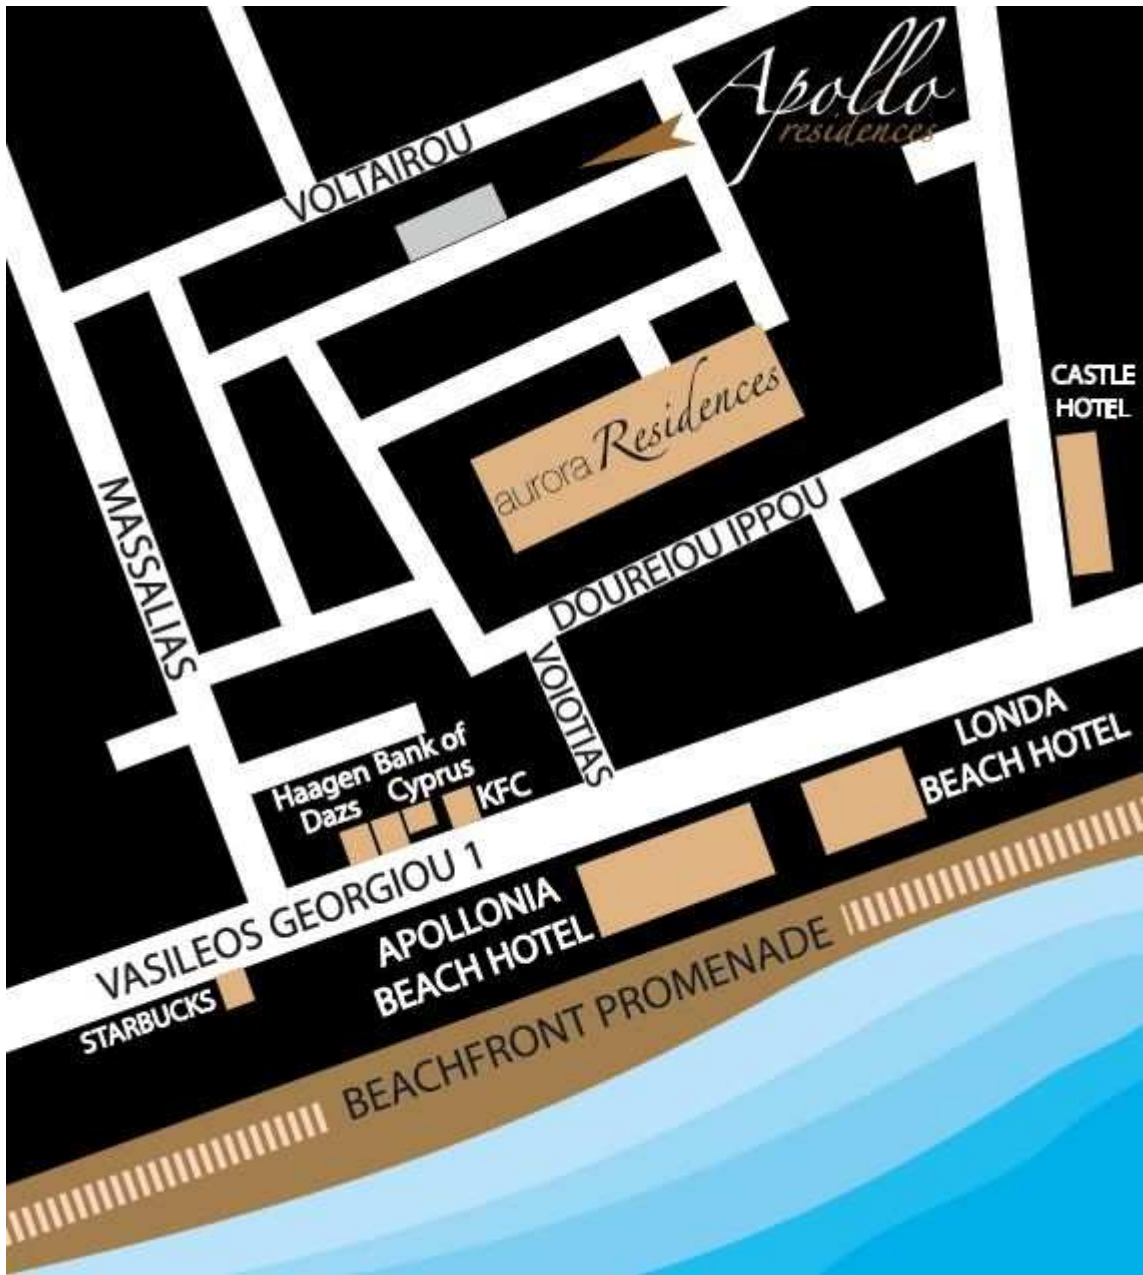 Apollo
residences
VOLTAIROU
CASTLE
HOTEL
aurora Residences
MASSALIAS
DOUREIOU IPPOU
VOIOTIAS
LONDA
BEACH HOTEL
Haagen
Dazs
Bank of
Cyprus
KFC
VASILEOS GEORGIOU 1
APOLLONIA
BEACH HOTEL
STARBUCKS
BEACHFRONT PROMENADE